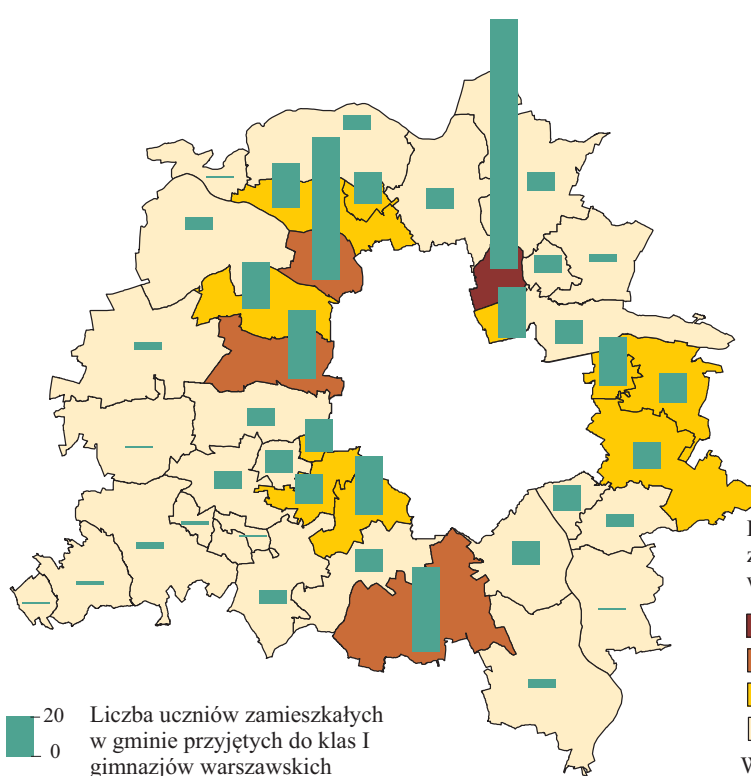 20
0
Liczba uczniów zamieszkałych
w gminie przyjętych do klas I
gimnazjów warszawskich